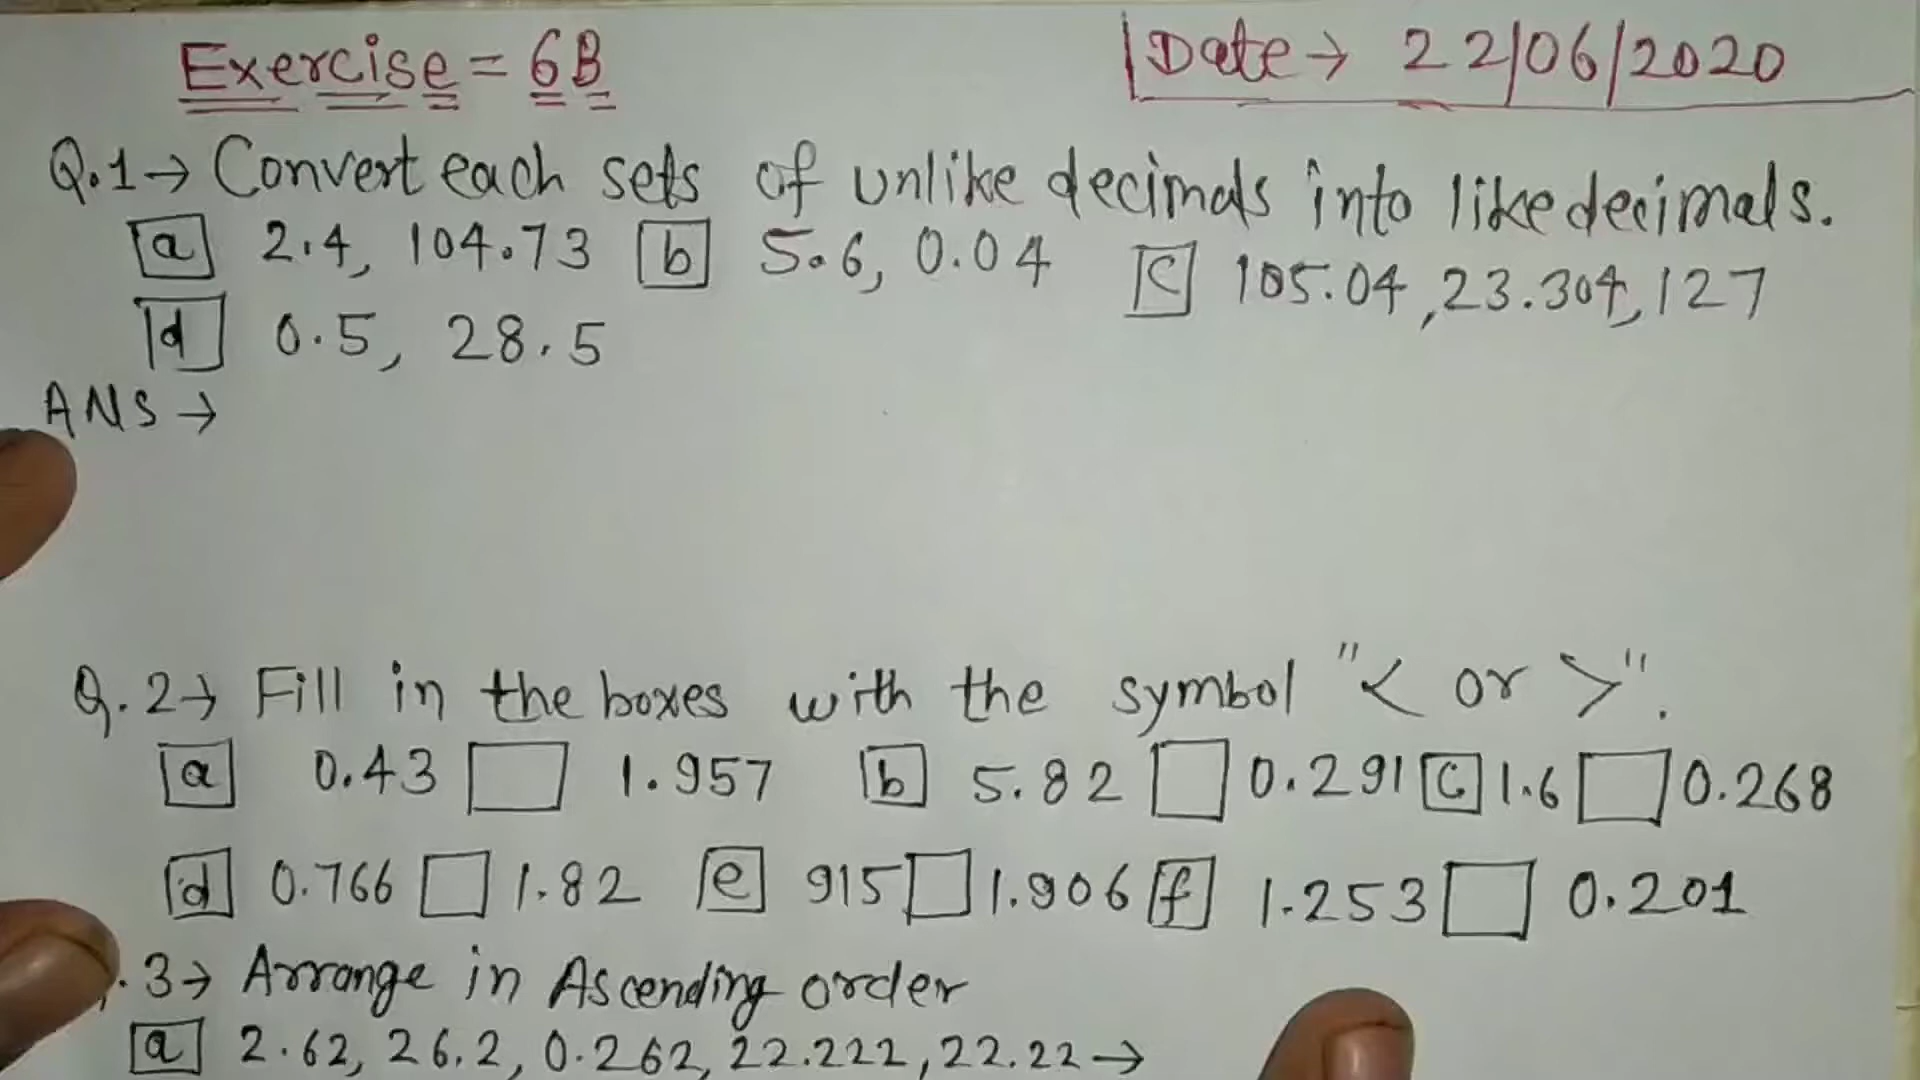 Exercise = 6B
Date → 22/06/2020
Q.1→ Convert each sets of unlike decimals into like decimals.
a 2.4, 104.73 b 5.6, 0.04 c 105.04, 23.304, 127
d 0.5, 28.5
ANS →
Q.2→ Fill in the boxes with the symbol "< or >".
a 0.43 □ 1.957 b 5.82 □ 0.291 c 1.6 □ 0.268
d 0.766 □ 1.82 e 915 □ 1.906 f 1.253 □ 0.201
.3→ Arrange in Ascending order
a 2.62, 26.2, 0.262, 22.222, 22.22→